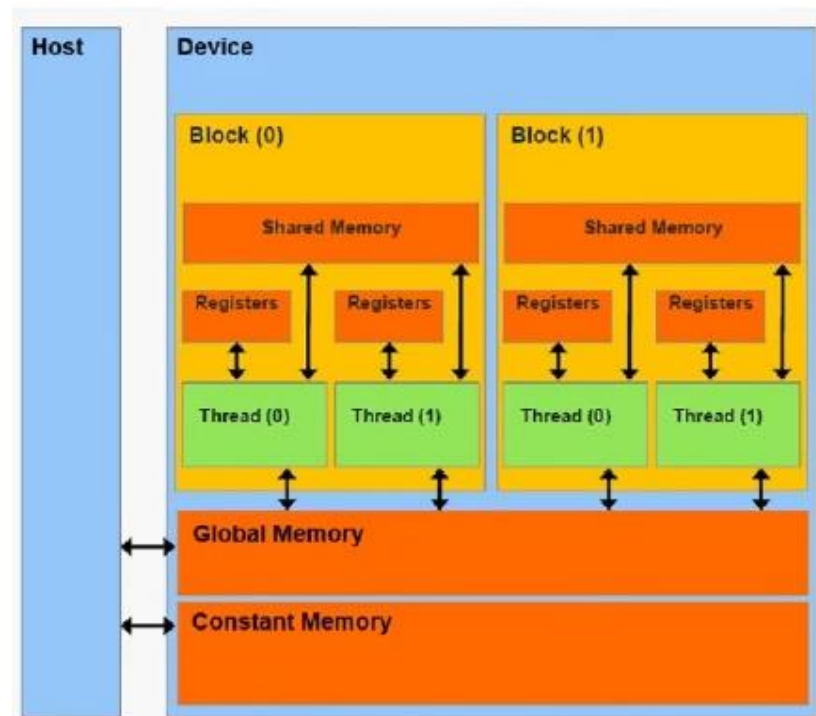 Host
Device
Block (0)
Block (1)
Shared Memory
Shared Memory
Registers
Registers
Registers
Registers
Thread (0)
Thread (1)
Thread (0)
Thread (1)
Global Memory
Constant Memory